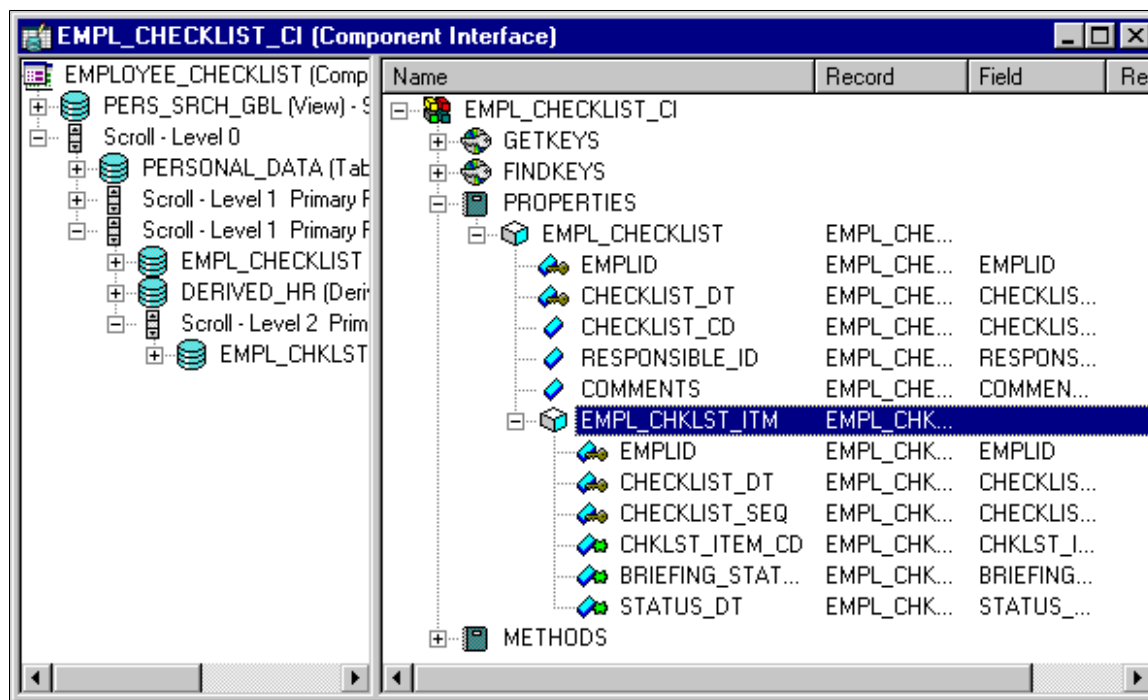 EMPL_CHECKLIST_CI (Component Interface)
EMPLOYEE_CHECKLIST (Comp
PERS_SRCH_GBL (View) - S
Scroll - Level 0
PERSONAL_DATA (Tab
Scroll - Level 1 Primary R
Scroll - Level 1 Primary R
EMPL_CHECKLIST
DERIVED_HR (Deri
Scroll - Level 2 Prim
EMPL_CHKLST
Name Record Field Re
EMPL_CHECKLIST_CI
GETKEYS
FINDKEYS
PROPERTIES
EMPL_CHECKLIST EMPL_CHE...
EMPLID EMPL_CHE... EMPLID
CHECKLIST_DT EMPL_CHE... CHECKLIS...
CHECKLIST_CD EMPL_CHE... CHECKLIS...
RESPONSIBLE_ID EMPL_CHE... RESPONS...
COMMENTS EMPL_CHE... COMMEN...
EMPL_CHKLST_ITM EMPL_CHK...
EMPLID EMPL_CHK... EMPLID
CHECKLIST_DT EMPL_CHK... CHECKLIS...
CHECKLIST_SEQ EMPL_CHK... CHECKLIS...
CHKLST_ITEM_CD EMPL_CHK... CHKLST_I...
BRIEFING_STAT... EMPL_CHK... BRIEFING...
STATUS_DT EMPL_CHK... STATUS_...
METHODS